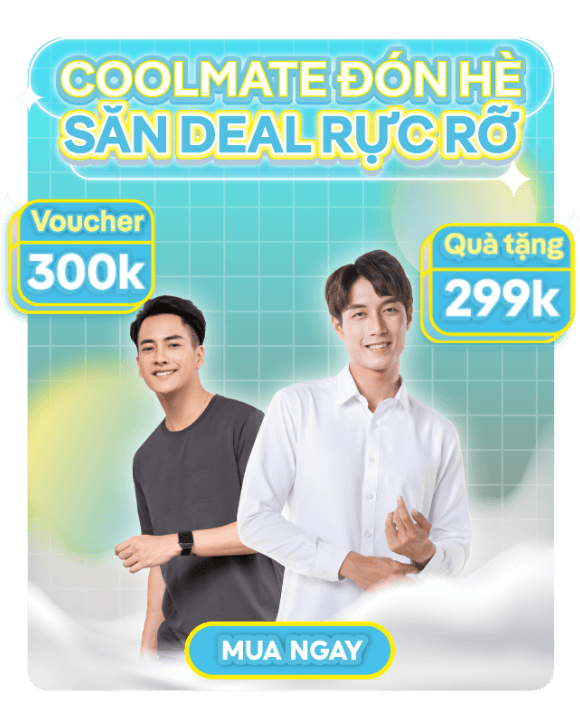 COOLMATE ĐÓN HÈ
SĂN DEAL RỰC RỠ
Voucher
300k
Quà tặng
299k
MUA NGAY